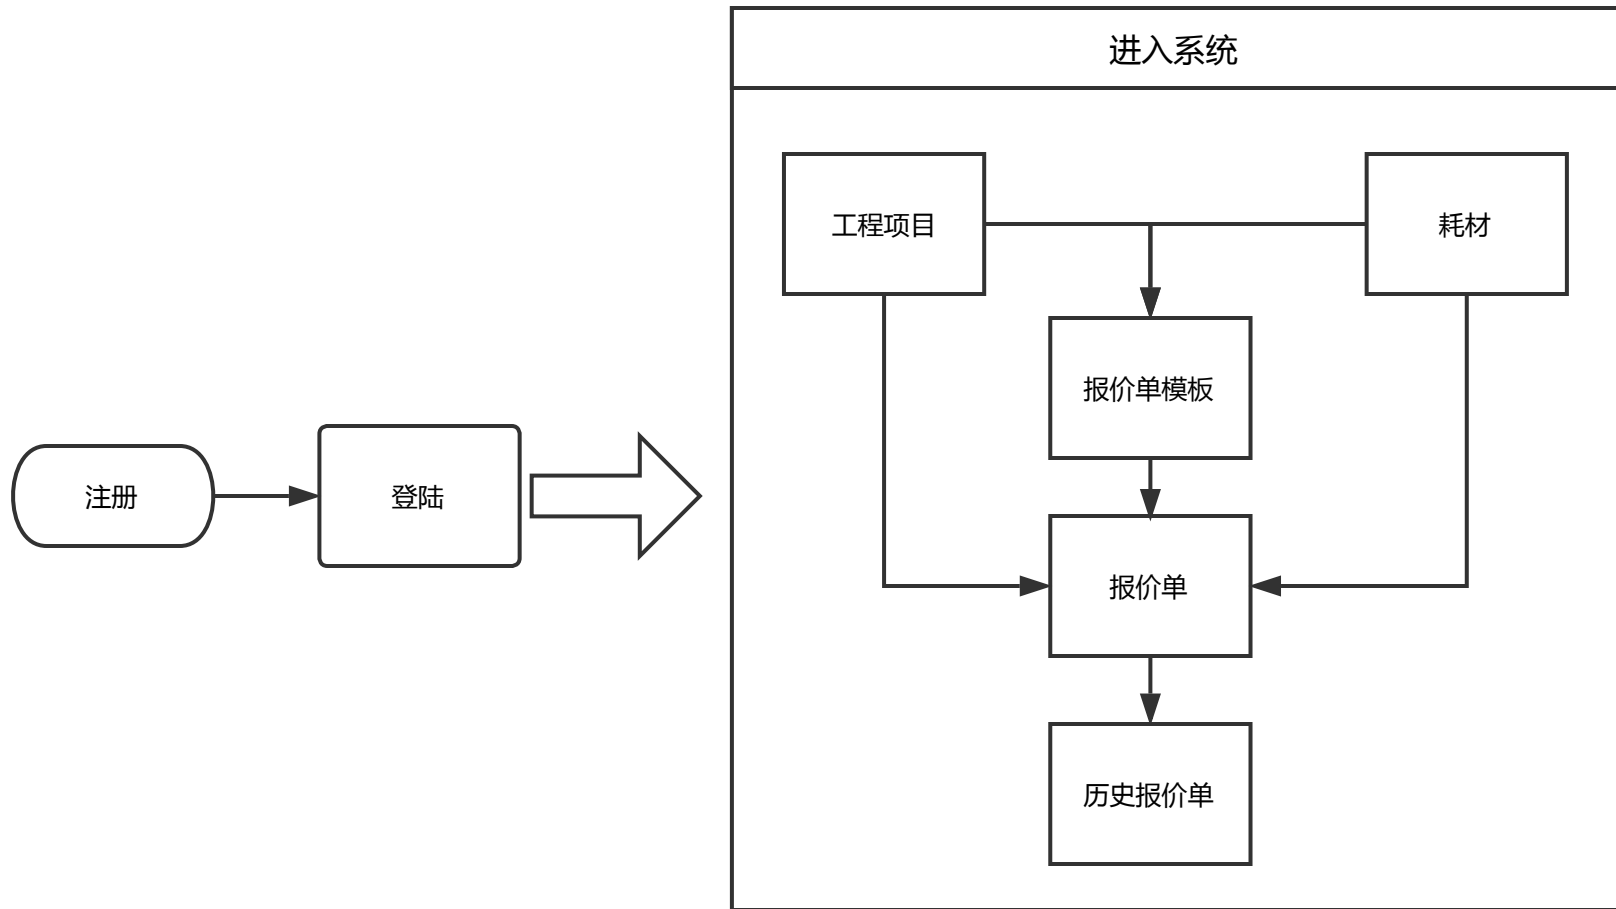 进入系统
工程项目
耗材
报价单模板
注册
登陆
报价单
历史报价单